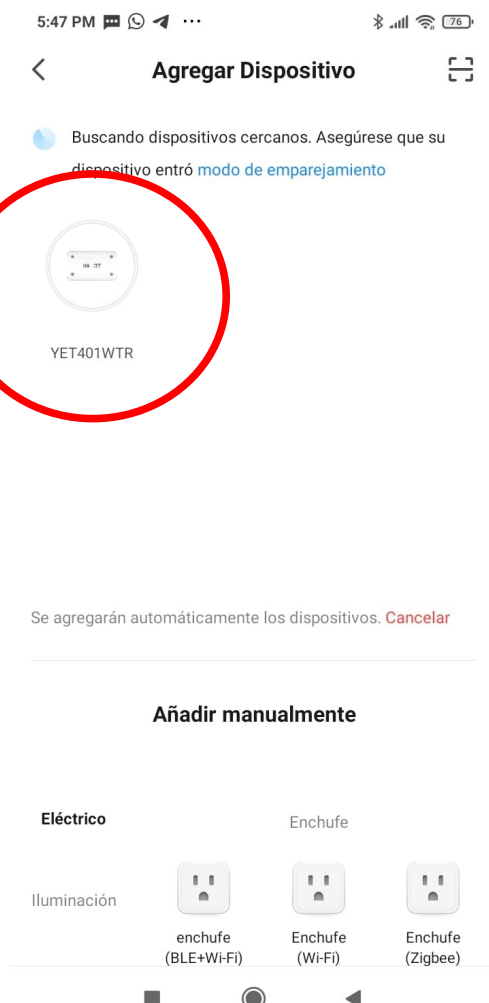 5:47 PM
76
Agregar Dispositivo
Buscando dispositivos cercanos. Asegúrese que su
dispositivo entró modo de emparejamiento
YET401WTR
Se agregarán automáticamente los dispositivos. Cancelar
Añadir manualmente
Eléctrico
Enchufe
Iluminación
enchufe
(BLE+Wi-Fi)
Enchufe
(Wi-Fi)
Enchufe
(Zigbee)